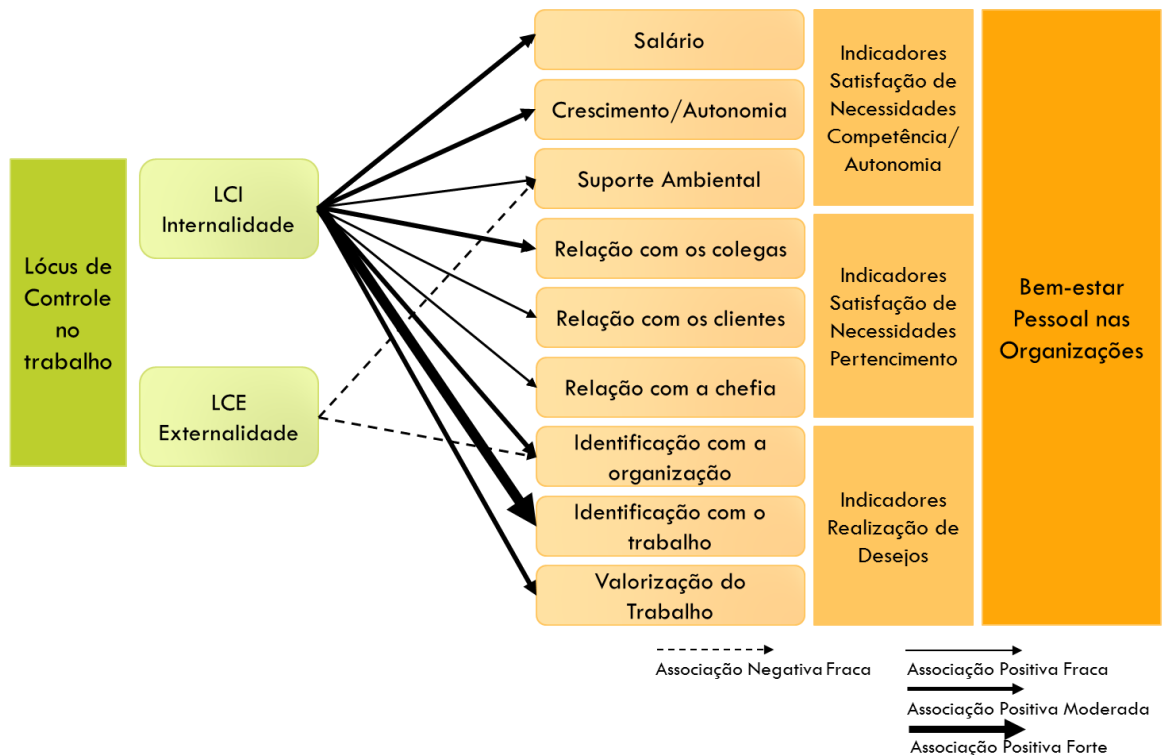 Lócus de
Controle
no
trabalho
LCI
Internalidade
LCE
Externalidade
Salário
Crescimento/Autonomia
Suporte Ambiental
Relação com os colegas
Relação com os clientes
Relação com a chefia
Identificação com a
organização
Identificação com o
trabalho
Valorização do
Trabalho
Indicadores
Satisfação de
Necessidades
Competência/
Autonomia
Indicadores
Satisfação de
Necessidades
Pertencimento
Indicadores
Realização de
Desejos
Bem-estar
Pessoal nas
Organizações
Associação Negativa Fraca
Associação Positiva Fraca
Associação Positiva Moderada
Associação Positiva Forte